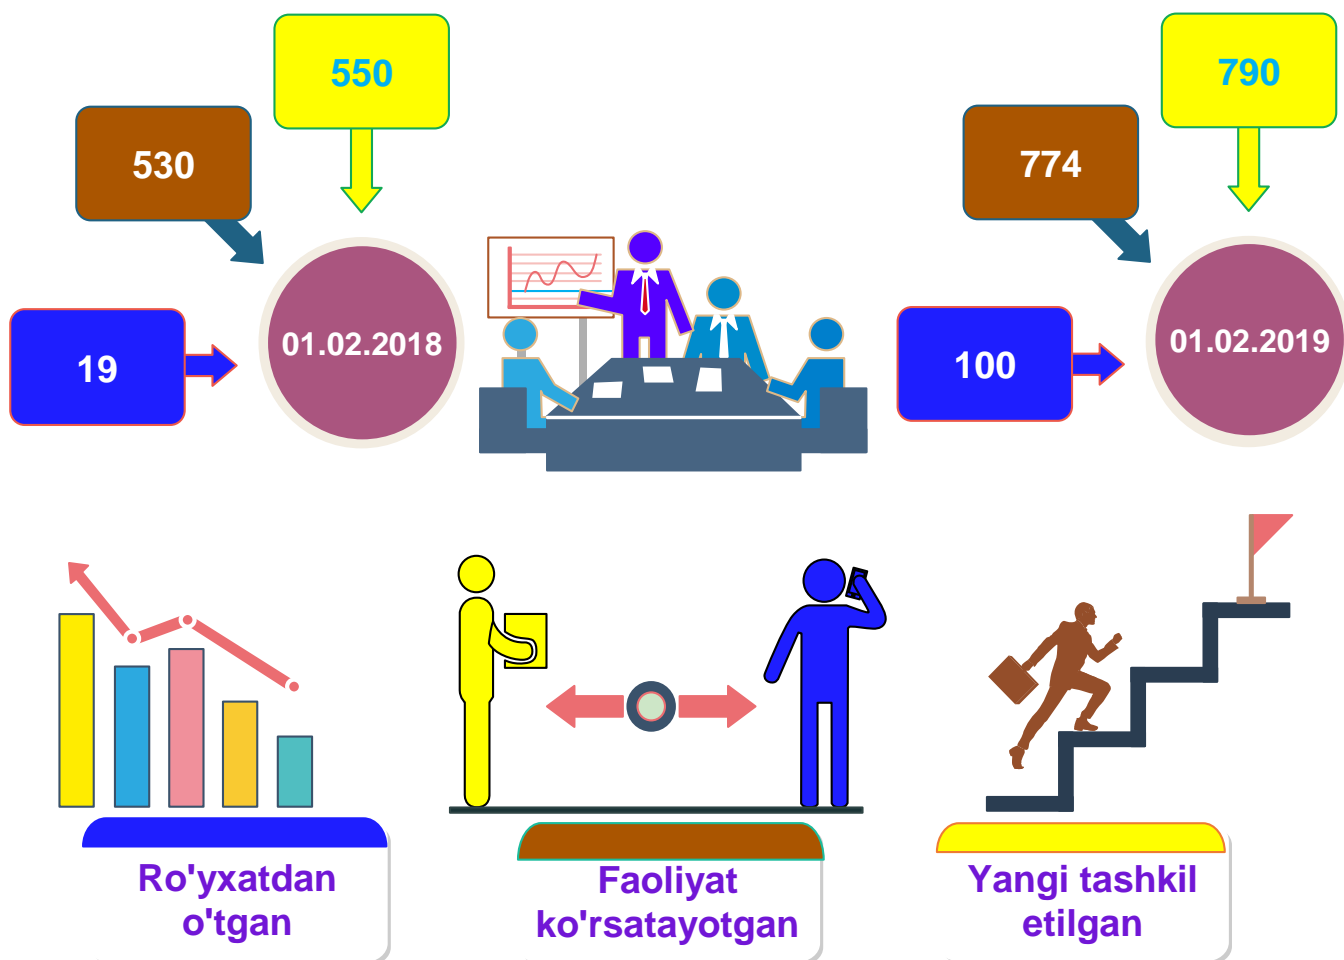 550
790
530
774
01.02.2018
01.02.2019
19
100
Ro'yxatdan
o'tgan
Faoliyat
ko'rsatayotgan
Yangi tashkil
etilgan